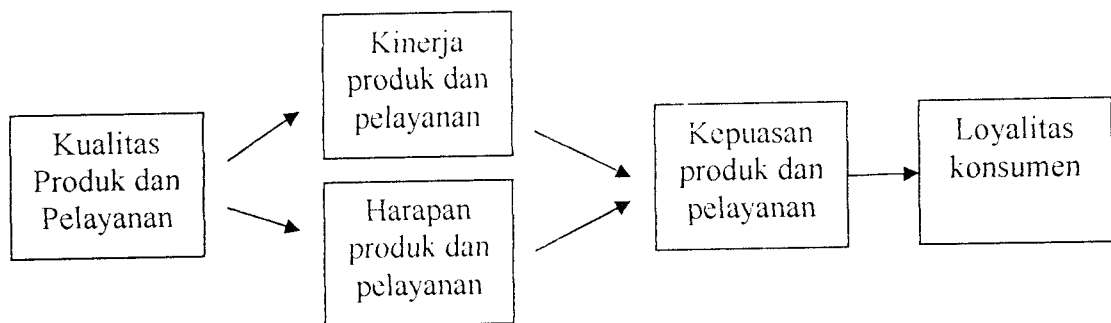 Kualitas
Produk dan
Pelayanan
Kinerja
produk dan
pelayanan
Harapan
produk dan
pelayanan
Kepuasan
produk dan
pelayanan
Loyalitas
konsumen